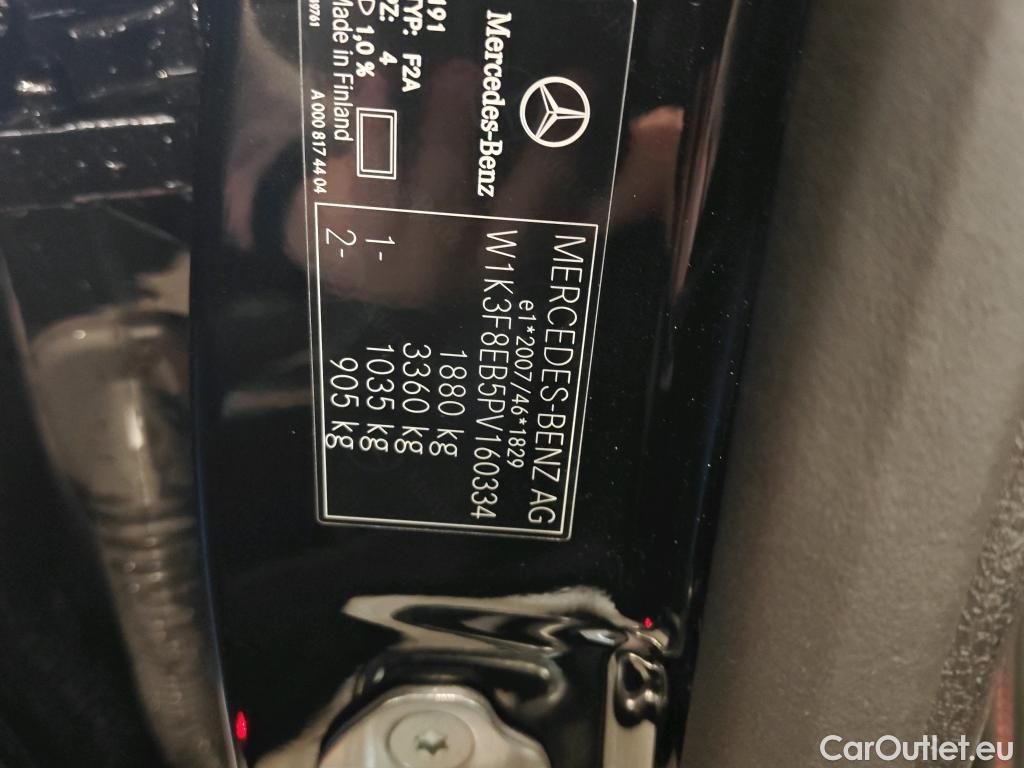 Mercedes-Benz
MERCEDES-BENZ AG
e1*2007/46*1829
W1K3F8EB5PV160334
1880 kg
3360 kg
1- 1035 kg
2- 905 kg
191
TYP: F2A
PZ: 4
D 1,0 %
Made in Finland
A 000 817 44 04
CarOutlet.eu